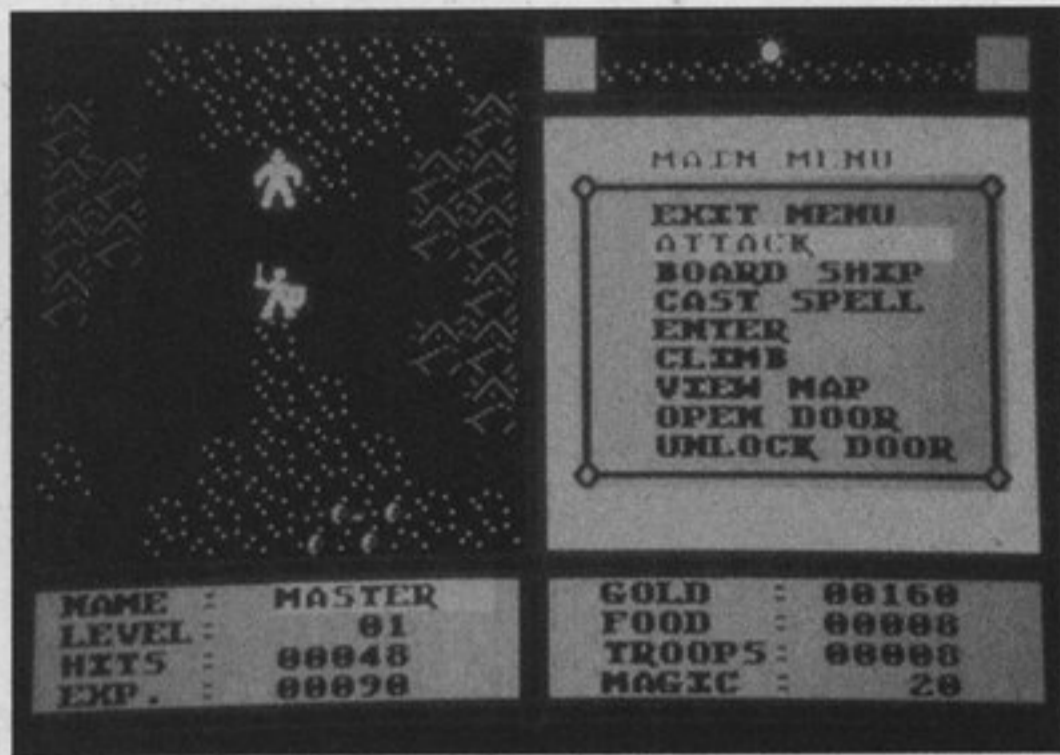 MAIN MENU
EXIT MENU
ATTACK
BOARD SHIP
CAST SPELL
ENTER
CLIMB
VIEW MAP
OPEN DOOR
UNLOCK DOOR
NAME : MASTER
LEVEL : 01
HITS : 00048
EXP. : 00090
GOLD : 00160
FOOD : 00008
TROOPS : 00008
MAGIC : 20